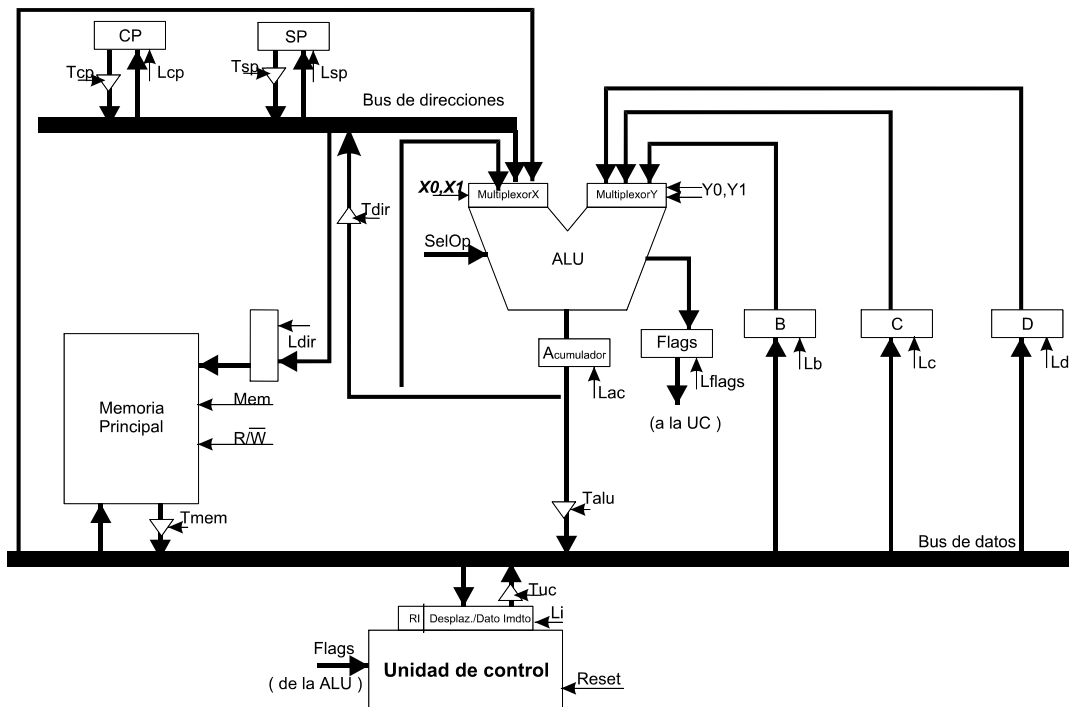 CP
SP
Tcp
Lcp
Tsp
Lsp
Bus de direcciones
X0,X1
MultiplexorX
MultiplexorY
Y0,Y1
Tdir
SelOp
ALU
Ldir
Acumulador
Flags
B
C
D
Lac
Lflags
Lb
Lc
Ld
Memoria
Principal
Mem
R/W̅
(a la UC )
Tmem
Talu
Bus de datos
Tuc
RI
Desplaz./Dato Imdto
Li
Flags
( de la ALU )
Unidad de control
Reset